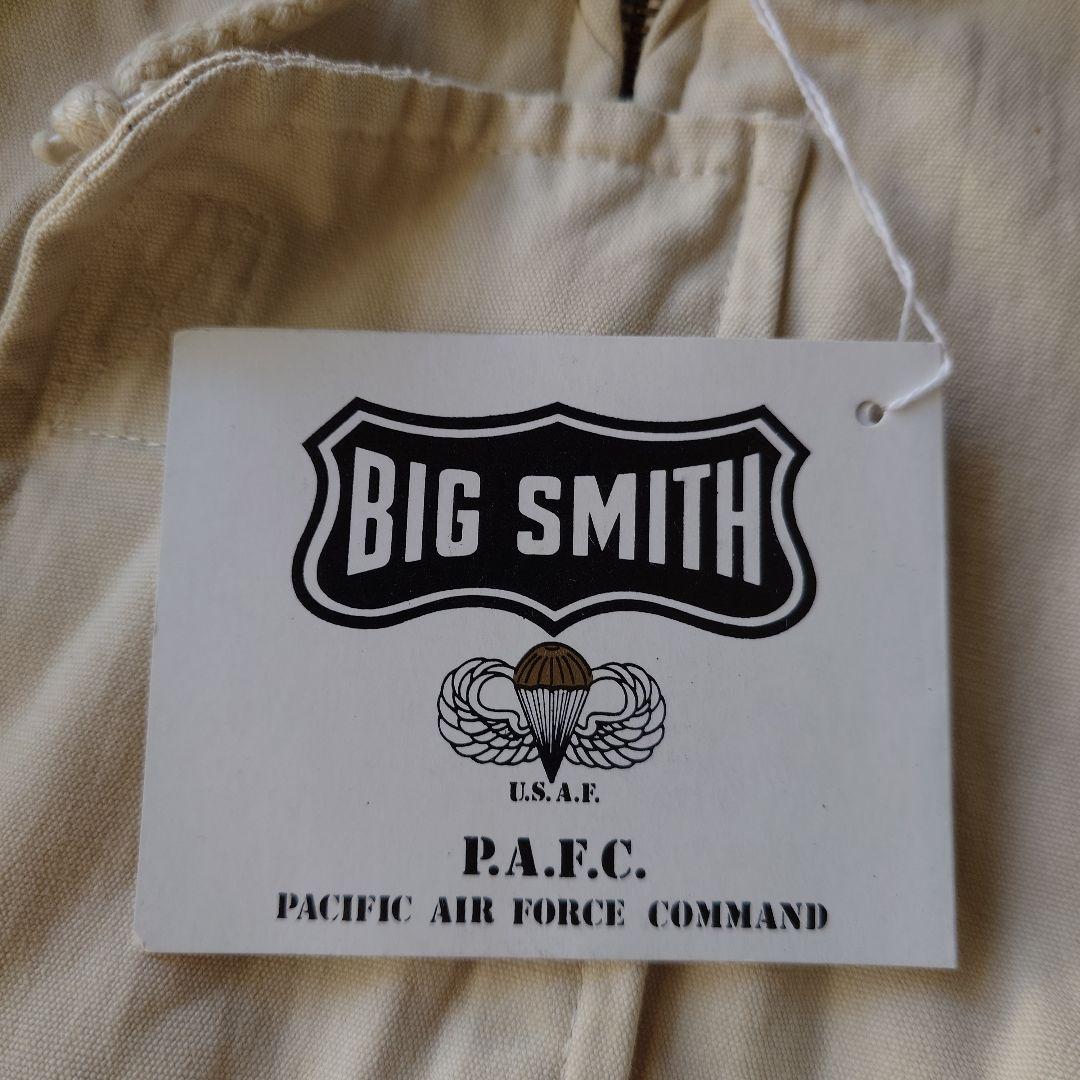 BIG SMITH
U.S.A.F.
P.A.F.C.
PACIFIC AIR FORCE COMMAND